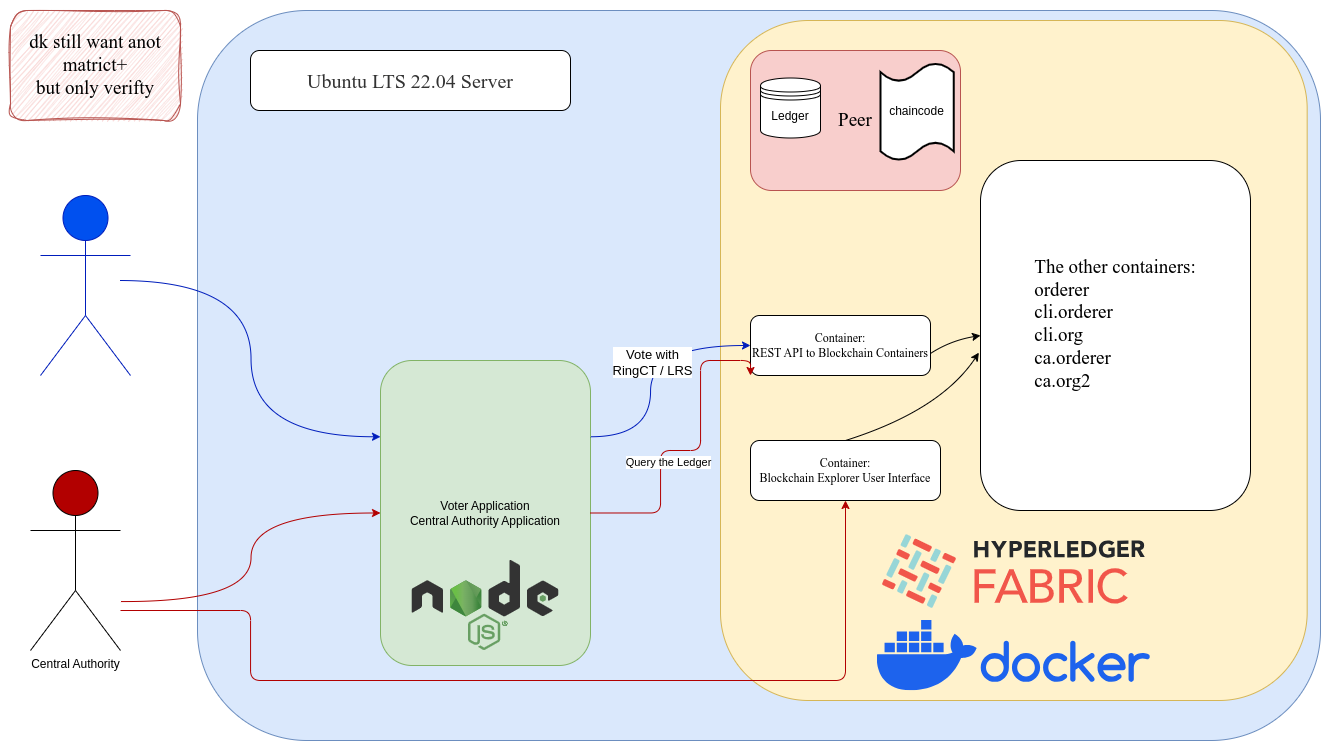 dk still want anot
matrict+
but only verifty
Ubuntu LTS 22.04 Server
Ledger
Peer
chaincode
The other containers:
orderer
cli.orderer
cli.org
ca.orderer
ca.org2
Container:
REST API to Blockchain Containers
Vote with
RingCT / LRS
Query the Ledger
Container:
Blockchain Explorer User Interface
Voter Application
Central Authority Application
node
JS®
Central Authority
HYPERLEDGER
FABRIC
docker